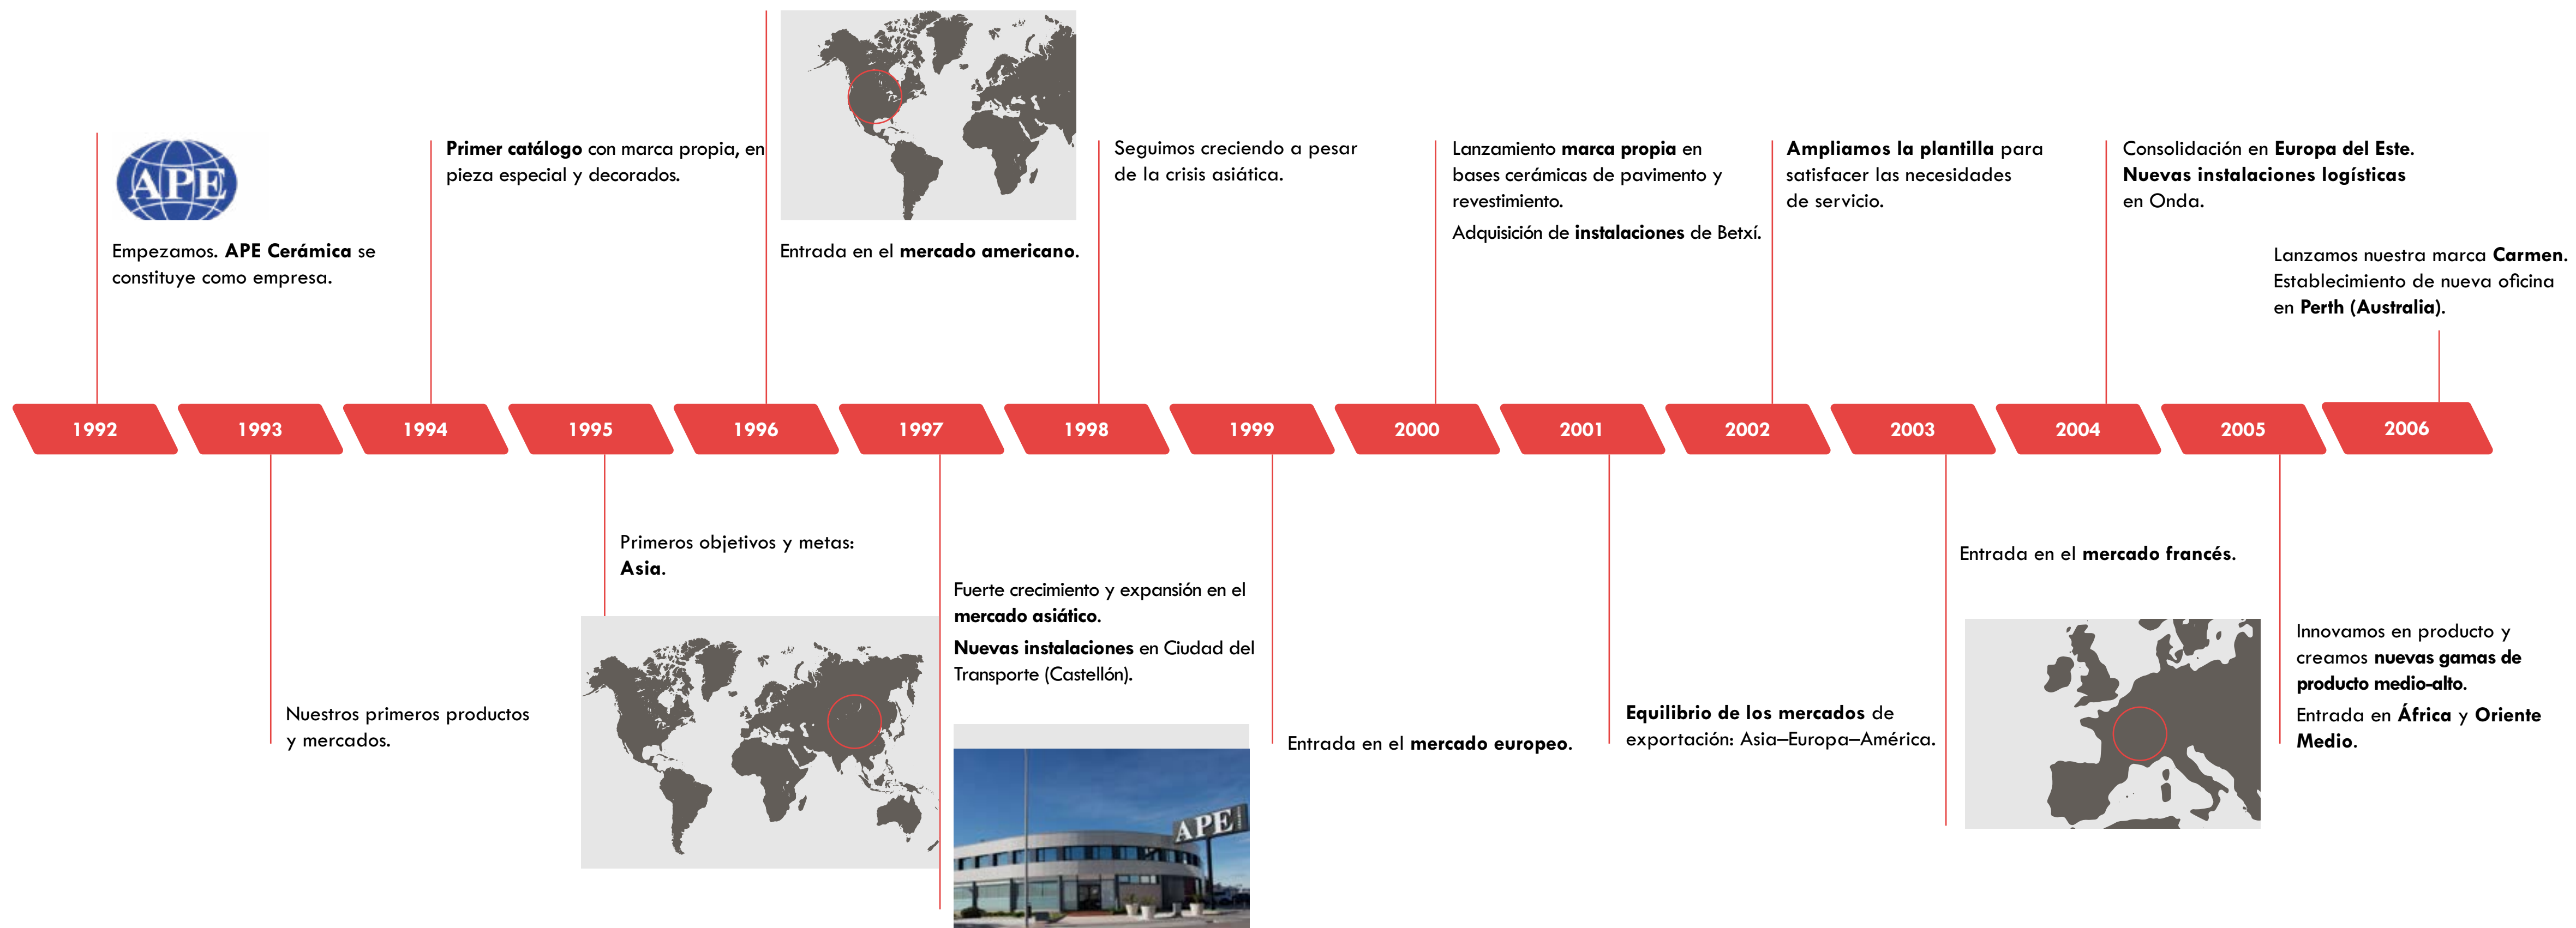 APE
Empezamos. APE Cerámica se
constituye como empresa.
Primer catálogo con marca propia, en
pieza especial y decorados.
Entrada en el mercado americano.
Seguimos creciendo a pesar
de la crisis asiática.
Lanzamiento marca propia en
bases cerámicas de pavimento y
revestimiento.
Adquisición de instalaciones de Betxí.
Ampliamos la plantilla para
satisfacer las necesidades
de servicio.
Consolidación en Europa del Este.
Nuevas instalaciones logísticas
en Onda.
Lanzamos nuestra marca Carmen.
Establecimiento de nueva oficina
en Perth (Australia).
1992
1993
1994
1995
1996
1997
1998
1999
2000
2001
2002
2003
2004
2005
2006
Nuestros primeros productos
y mercados.
Primeros objetivos y metas:
Asia.
Fuerte crecimiento y expansión en el
mercado asiático.
Nuevas instalaciones en Ciudad del
Transporte (Castellón).
APE
Entrada en el mercado europeo.
Equilibrio de los mercados de
exportación: Asia–Europa–América.
Entrada en el mercado francés.
Innovamos en producto y
creamos nuevas gamas de
producto medio-alto.
Entrada en África y Oriente
Medio.